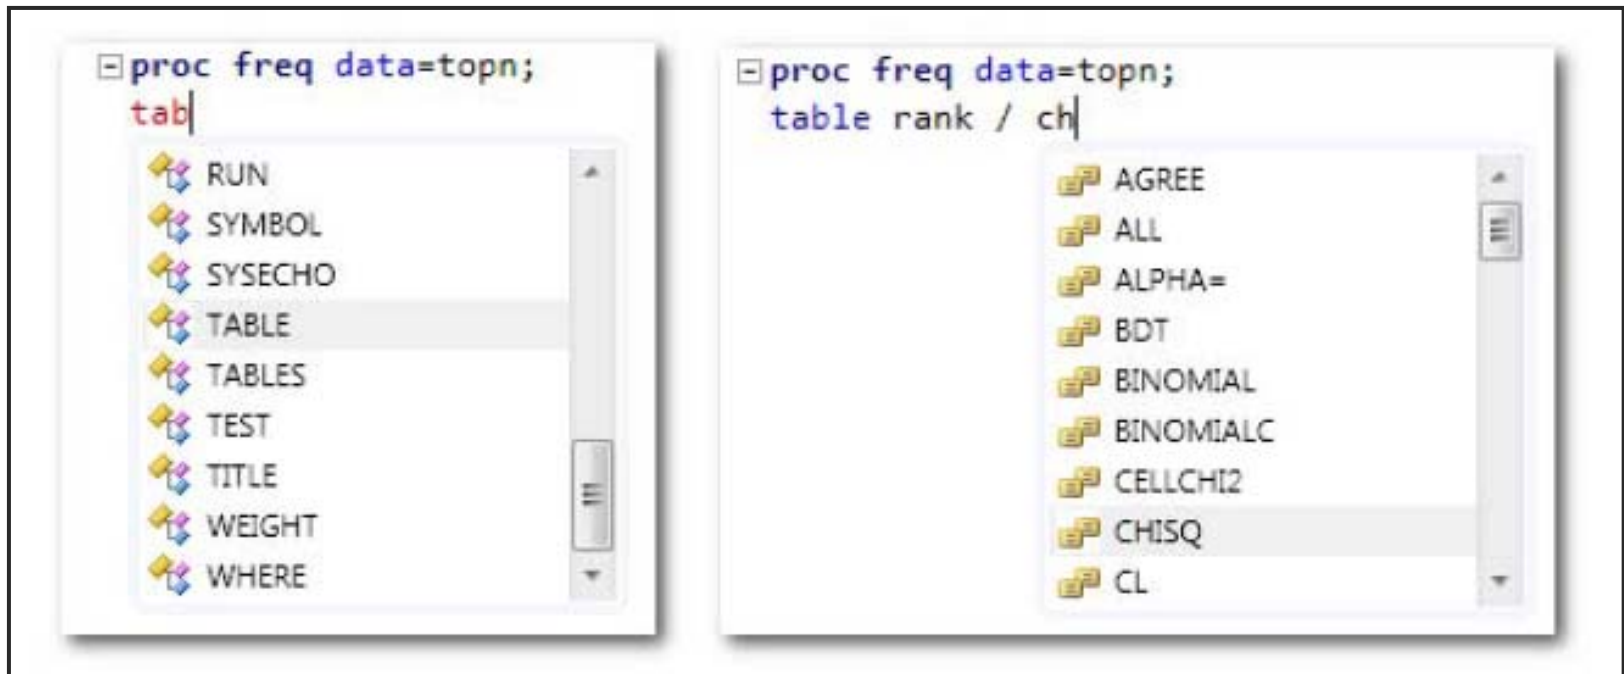 proc freq data=topn;
tab
RUN
SYMBOL
SYSECHO
TABLE
TABLES
TEST
TITLE
WEIGHT
WHERE
proc freq data=topn;
table rank / ch
AGREE
ALL
ALPHA=
BDT
BINOMIAL
BINOMIALC
CELLCHI2
CHISQ
CL